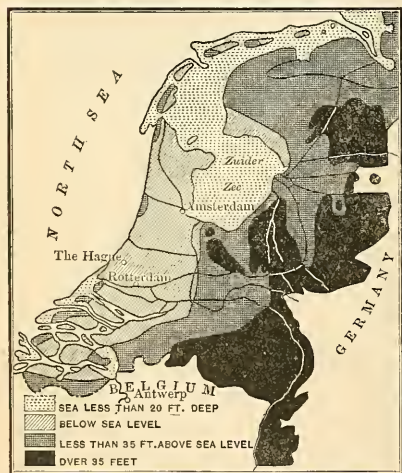 NORTH SEA
Zuider
Zee
Amsterdam
The Hague
Rotterdam
GERMANY
BELGIUM
Antwerp
SEA LESS THAN 20 FT. DEEP
BELOW SEA LEVEL
LESS THAN 35 FT. ABOVE SEA LEVEL
OVER 35 FEET